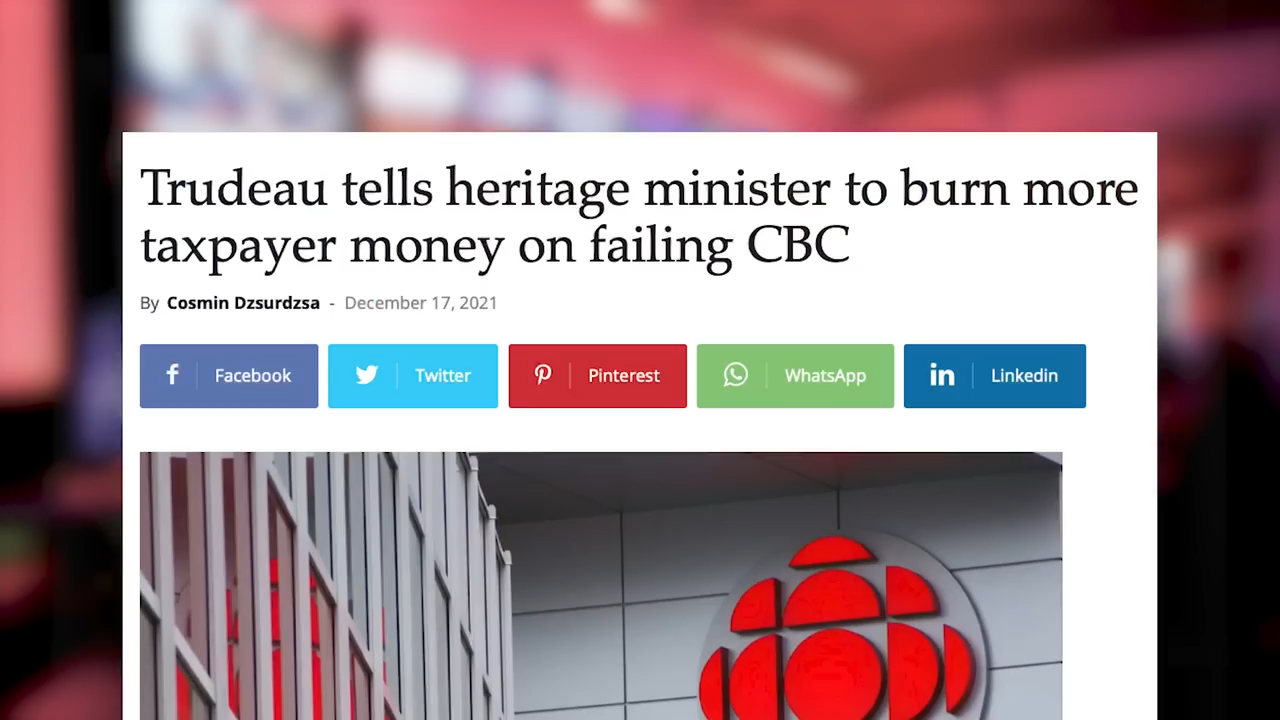 Trudeau tells heritage minister to burn more
taxpayer money on failing CBC
By Cosmin Dzsurdzsa - December 17, 2021
Facebook Twitter Pinterest WhatsApp Linkedin